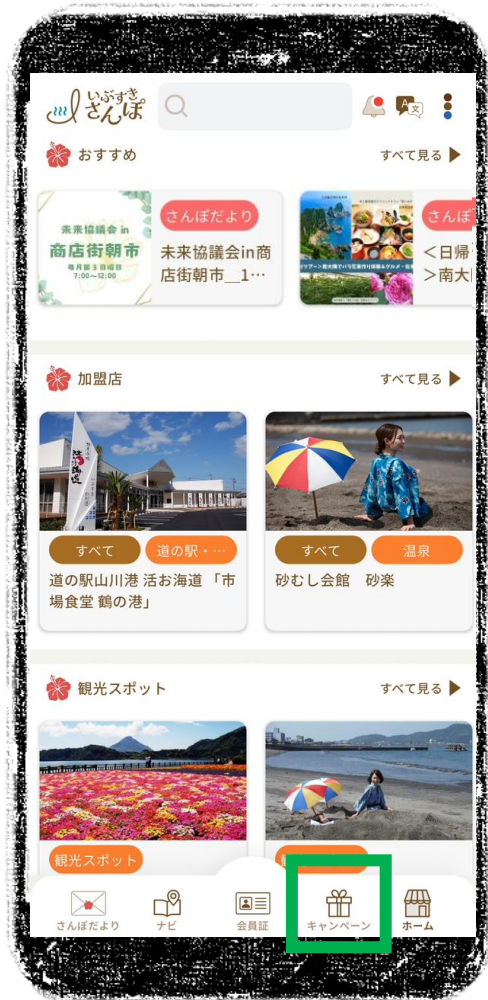 いぶすき
さんぽ
A文
おすすめ
すべて見る
未来協議会 in
商店街朝市
毎月第3日曜日
7:00~12:00
さんぽだより
未来協議会in商
店街朝市__1…
さんぽ
<日帰
>南大
加盟店
すべて見る
すべて
道の駅・…
道の駅山川港 活お海道 「市
場食堂 鶴の港」
すべて
温泉
砂むし会館 砂楽
観光スポット
すべて見る
観光スポット
さんぽだより
ナビ
会員証
キャンペーン
ホーム